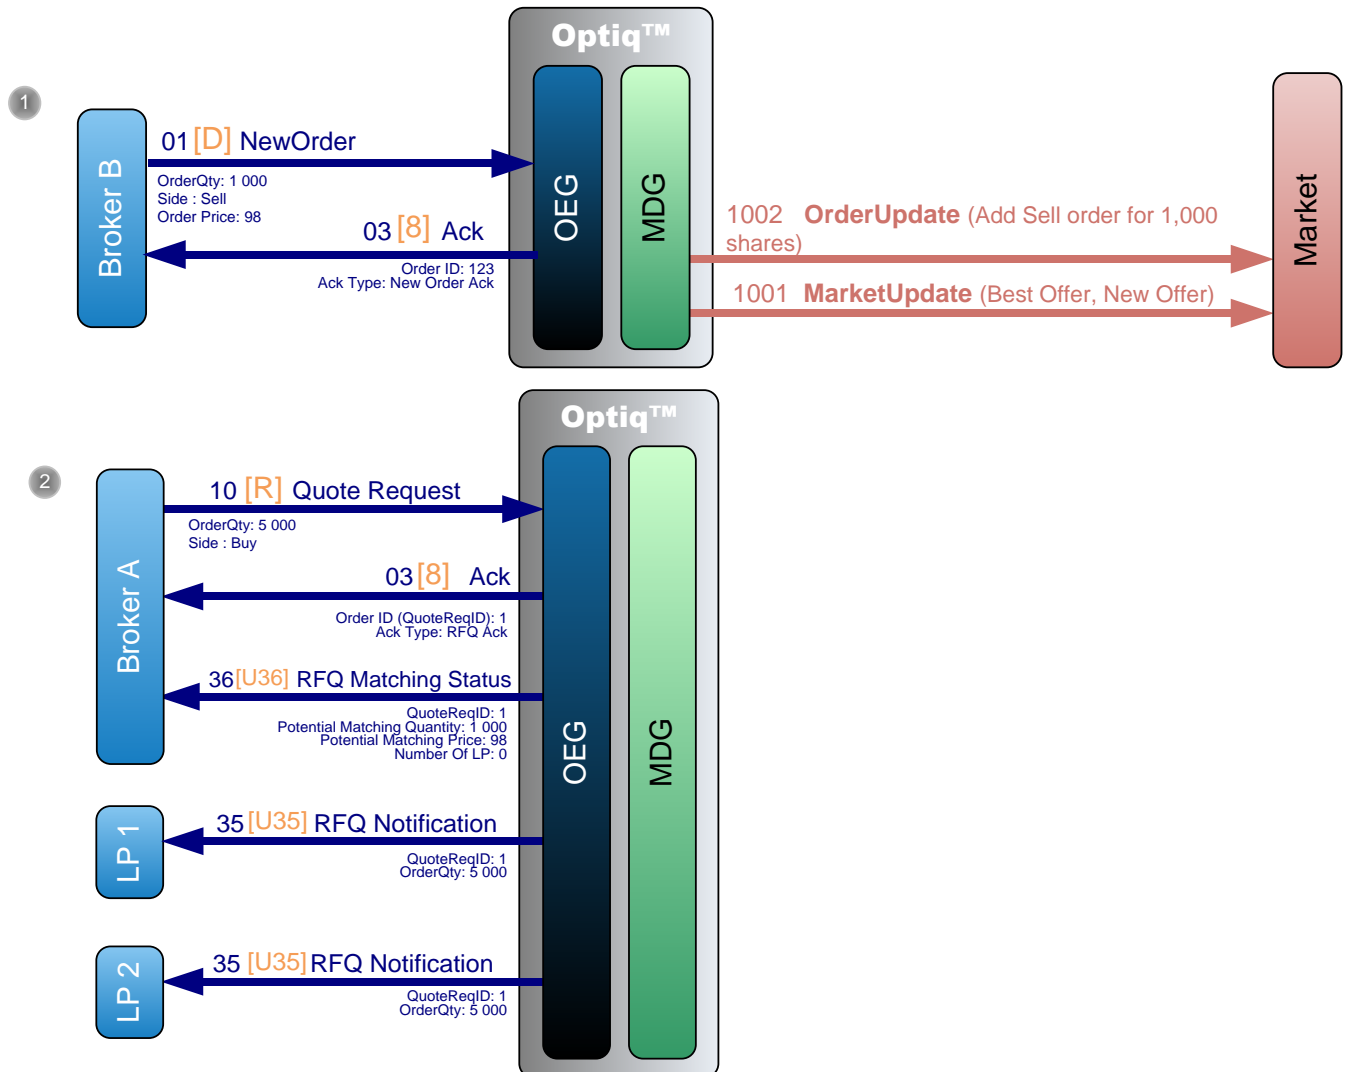 Optiq™
1
Broker B
01 [D] NewOrder
OrderQty: 1 000
Side : Sell
Order Price: 98
03 [8] Ack
Order ID: 123
Ack Type: New Order Ack
OEG
MDG
1002 OrderUpdate (Add Sell order for 1,000
shares)
1001 MarketUpdate (Best Offer, New Offer)
Market
Optiq™
2
Broker A
10 [R] Quote Request
OrderQty: 5 000
Side : Buy
03 [8] Ack
Order ID (QuoteReqID): 1
Ack Type: RFQ Ack
36 [U36] RFQ Matching Status
QuoteReqID: 1
Potential Matching Quantity: 1 000
Potential Matching Price: 98
Number Of LP: 0
OEG
MDG
LP 1
35 [U35] RFQ Notification
QuoteReqID: 1
OrderQty: 5 000
LP 2
35 [U35] RFQ Notification
QuoteReqID: 1
OrderQty: 5 000